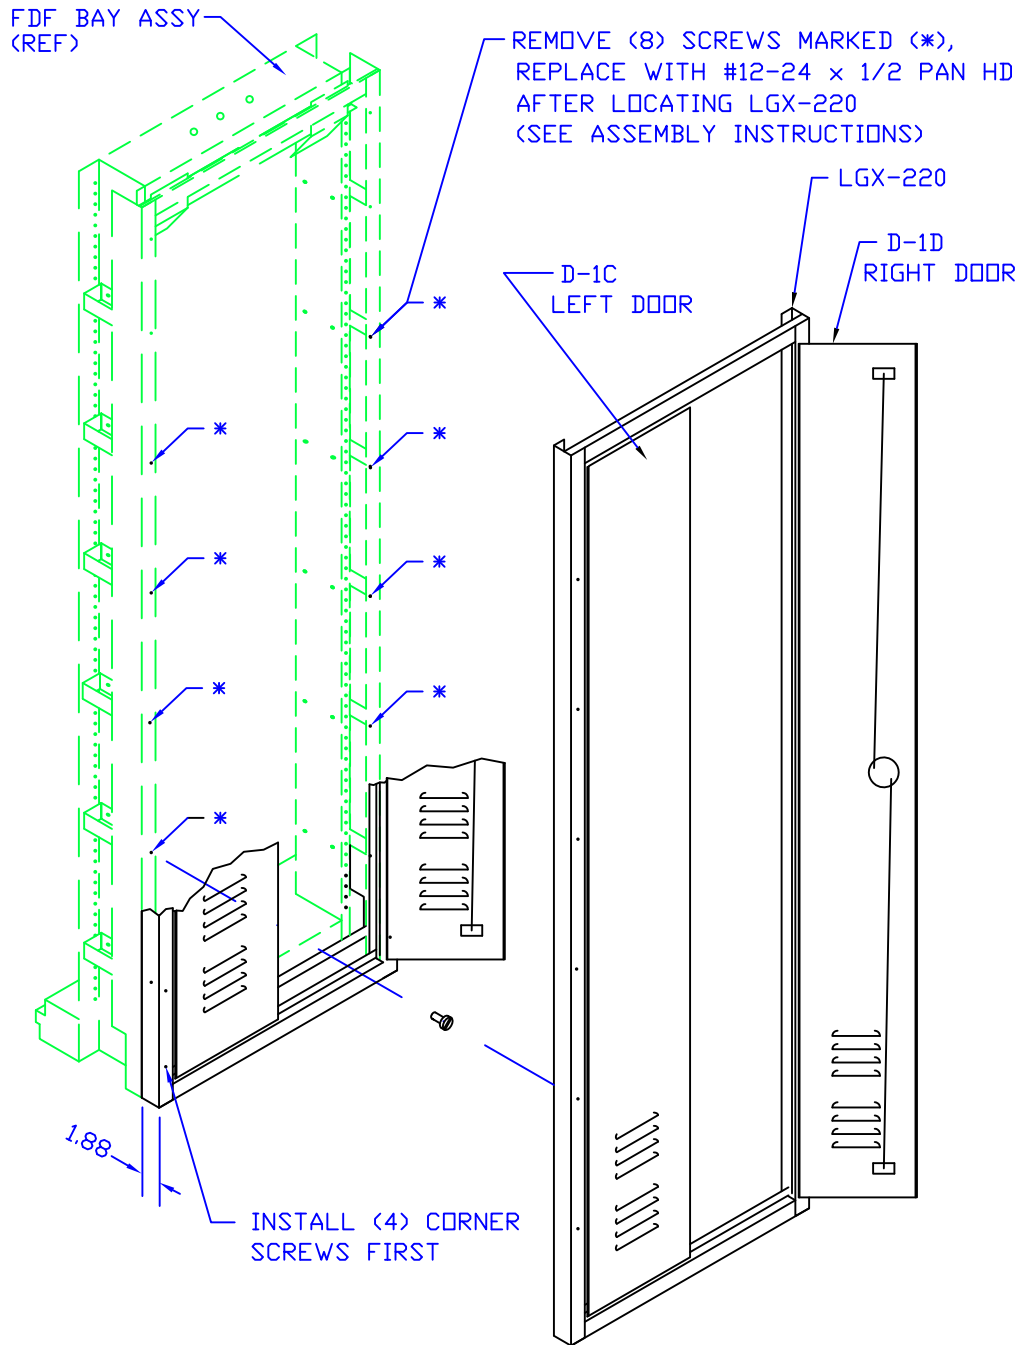 FDF BAY ASSY
(REF)
REMOVE (8) SCREWS MARKED (*),
REPLACE WITH #12-24 x 1/2 PAN HD
AFTER LOCATING LGX-220
(SEE ASSEMBLY INSTRUCTIONS)
LGX-220
D-1D
RIGHT DOOR
D-1C
LEFT DOOR
*
*
*
*
*
*
*
*
1.88
INSTALL (4) CORNER
SCREWS FIRST